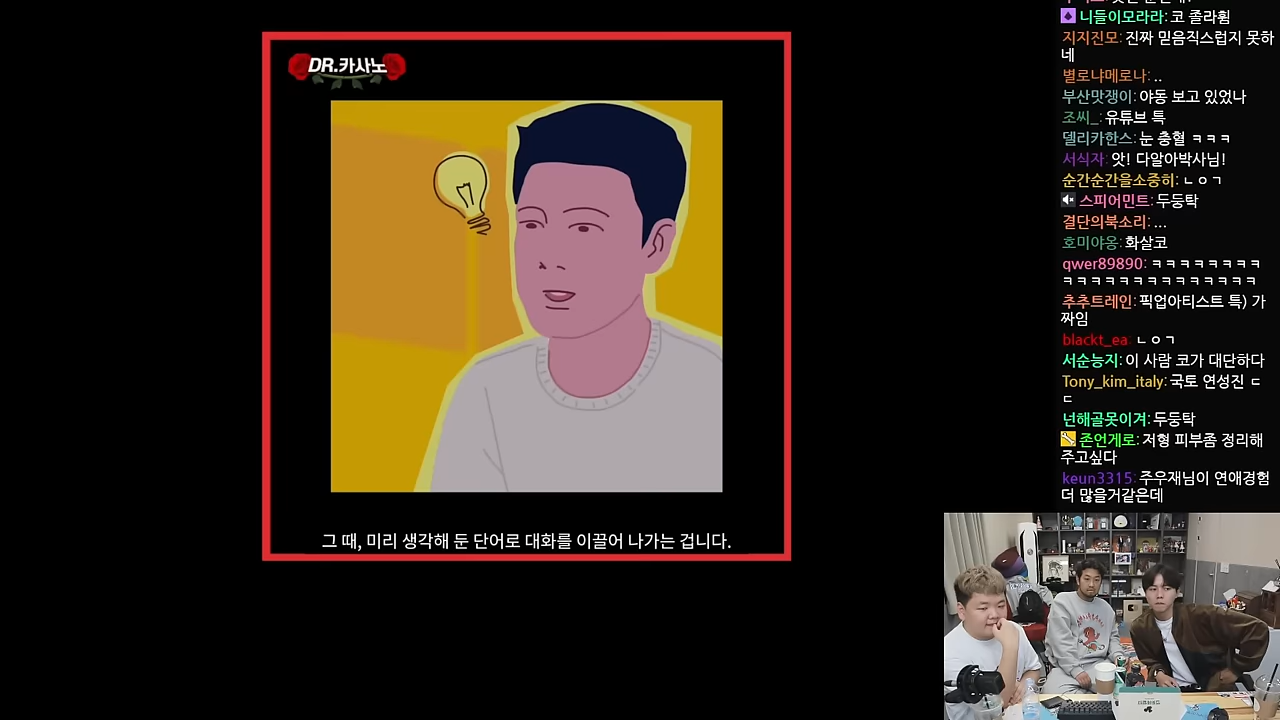 DR.카사노
그 때, 미리 생각해 둔 단어로 대화를 이끌어 나가는 겁니다.
니들이모라라: 코 졸라휨
지지진모: 진짜 믿음직스럽지 못하
네
별로냐메로나: ..
부산맛쟁이: 야동 보고 있었나
조씨_: 유튜브 특
델리카한스: 눈 충혈 ㅋㅋㅋ
서식자: 앗! 다알아박사님!
순간순간을소중히: ㄴㅇㄱ
스피어민트: 두둥탁
결단의북소리: ...
호미야옹: 화살코
qwer89890: ㅋㅋㅋㅋㅋㅋㅋㅋ
ㅋㅋㅋㅋㅋㅋㅋㅋㅋㅋㅋㅋㅋㅋ
추추트레인: 픽업아티스트 특) 가
짜임
blackt_ea: ㄴㅇㄱ
서순능지: 이 사람 코가 대단하다
Tony_kim_italy: 국토 연성진 ㄷ
ㄷ
넌해골못이겨: 두둥탁
존언게로: 저형 피부좀 정리해
주고싶다
keun3315: 주우재님이 연애경험
더 많을거같은데